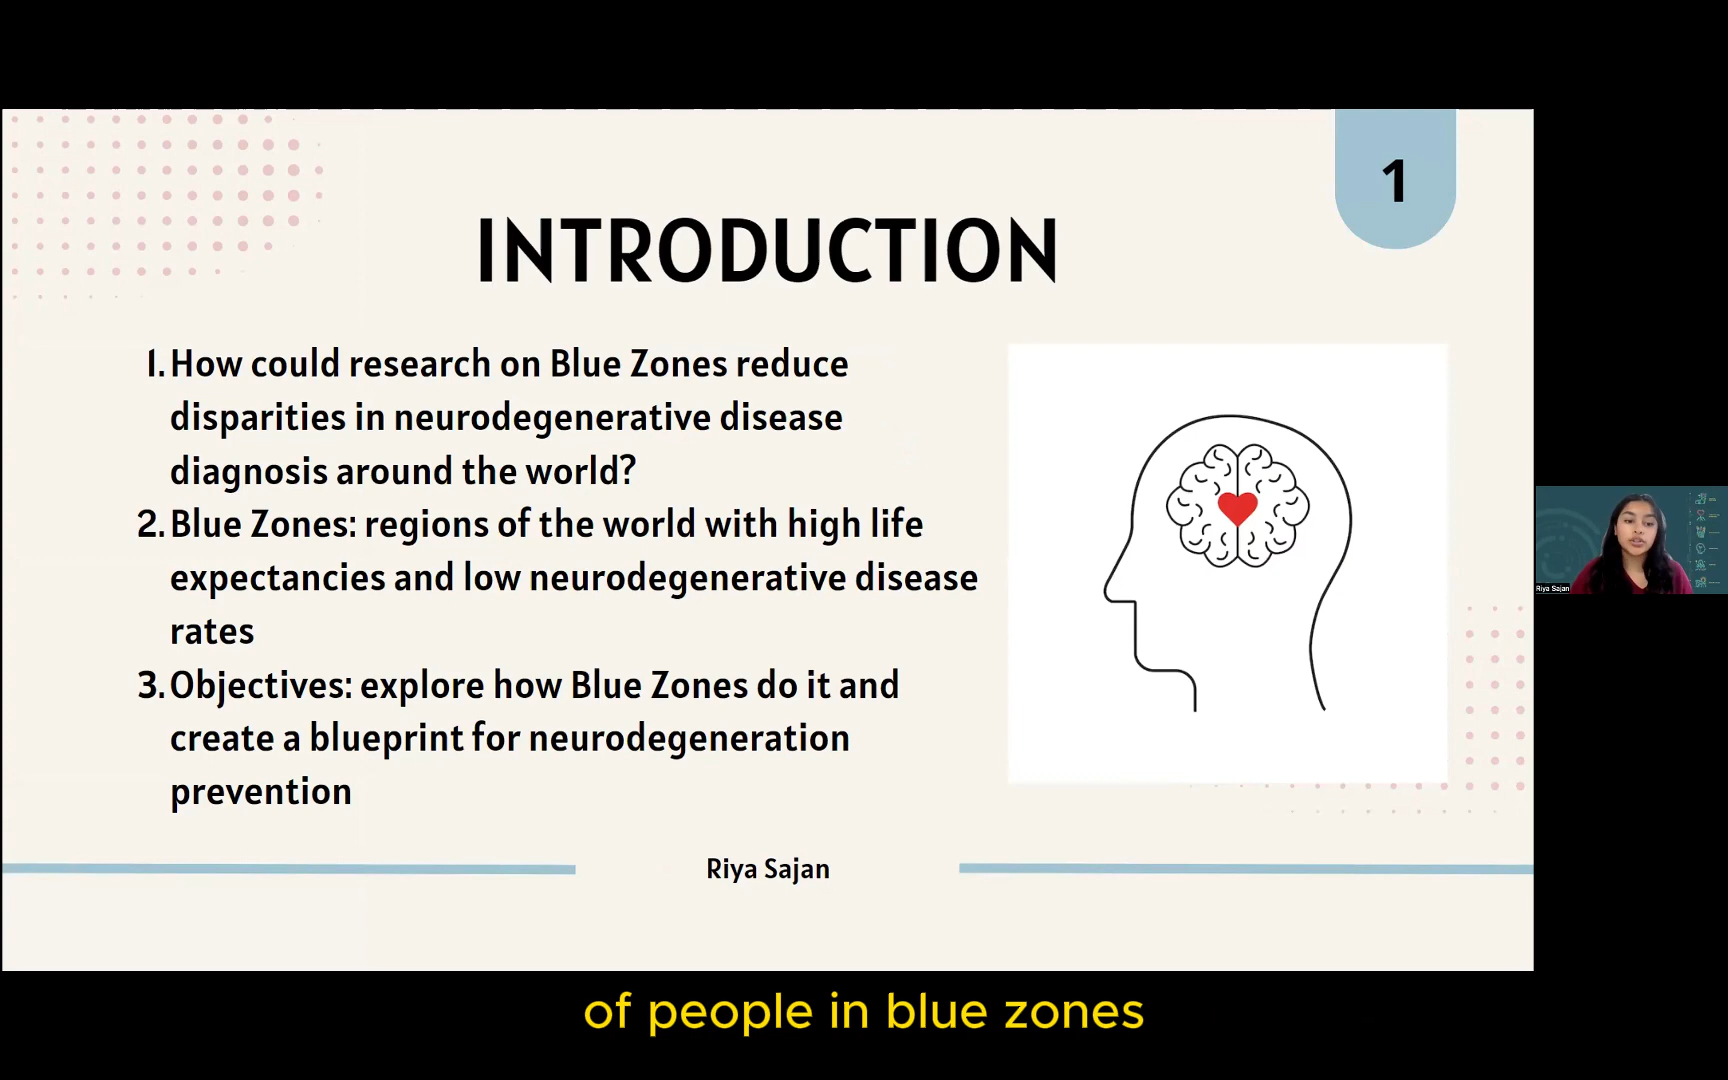 1
INTRODUCTION
1. How could research on Blue Zones reduce
disparities in neurodegenerative disease
diagnosis around the world?
2. Blue Zones: regions of the world with high life
expectancies and low neurodegenerative disease
rates
3. Objectives: explore how Blue Zones do it and
create a blueprint for neurodegeneration
prevention
Riya Sajan
Riya Sajan
of people in blue zones